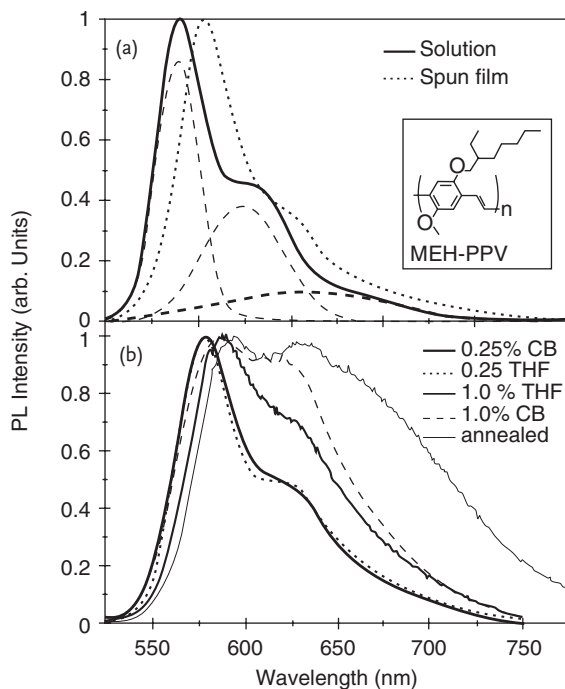 1
(a)
Solution
Spun film
0.8
0.6
O
n
O
MEH-PPV
0.4
0.2
0
PL Intensity (arb. Units)
1
(b)
0.25% CB
0.25 THF
1.0 % THF
1.0% CB
annealed
0.8
0.6
0.4
0.2
0
550 600 650 700 750
Wavelength (nm)